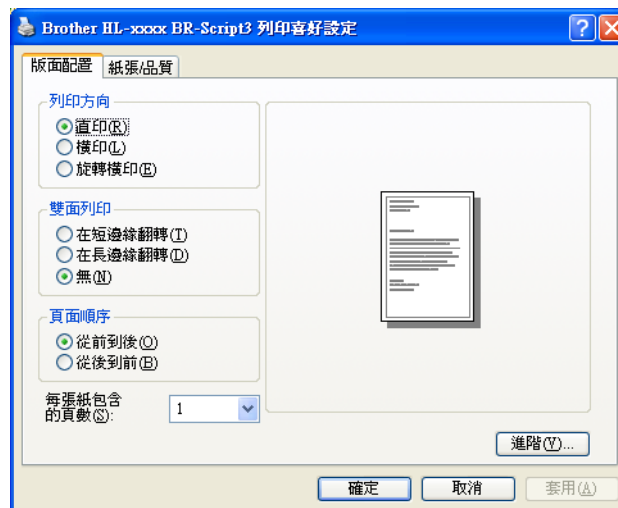 Brother HL-xxxx BR-Script3 列印喜好設定
版面配置 紙張/品質
列印方向
直印(R)
橫印(L)
旋轉橫印(E)
雙面列印
在短邊緣翻轉(T)
在長邊緣翻轉(D)
無(N)
頁面順序
從前到後(O)
從後到前(B)
每張紙包含
的頁數(S):
1
進階(V)...
確定 取消 套用(A)